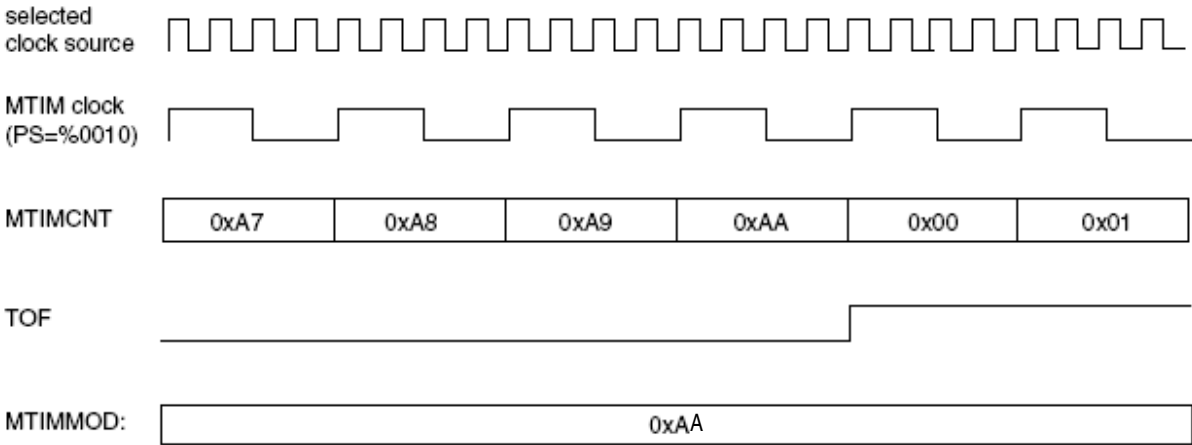 selected
clock source
MTIM clock
(PS=%0010)
MTIMCNT 0xA7 0xA8 0xA9 0xAA 0x00 0x01
TOF
MTIMMOD: 0xAA